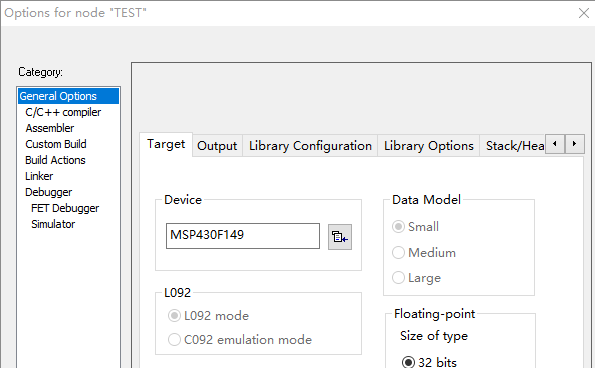 Options for node "TEST"
Category:
General Options
C/C++ compiler
Assembler
Custom Build
Build Actions
Linker
Debugger
FET Debugger
Simulator
Target
Output
Library Configuration
Library Options
Stack/Hea
Device
MSP430F149
L092
L092 mode
C092 emulation mode
Data Model
Small
Medium
Large
Floating-point
Size of type
32 bits